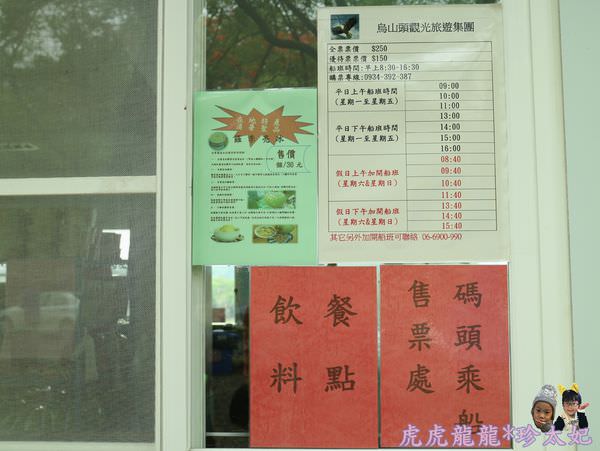 烏山頭觀光旅遊集團
全票票價 $250
優待票票價 $150
船班時間:早上8:30-16:30
購票專線:0934-392-387
平日上午船班時間
(星期一至星期五)
09:00
10:00
11:00
平日下午船班時間
(星期一至星期五)
13:00
14:00
15:00
16:00
假日上午加開船班
(星期六&星期日)
08:40
09:40
10:40
11:40
假日下午加開船班
(星期六&星期日)
13:40
14:40
15:40
其它另外加開船班可聯絡 06-6900-990
售價
個/30元
餐點
飲料
碼頭乘船
售票處
虎虎龍龍*珍太妃